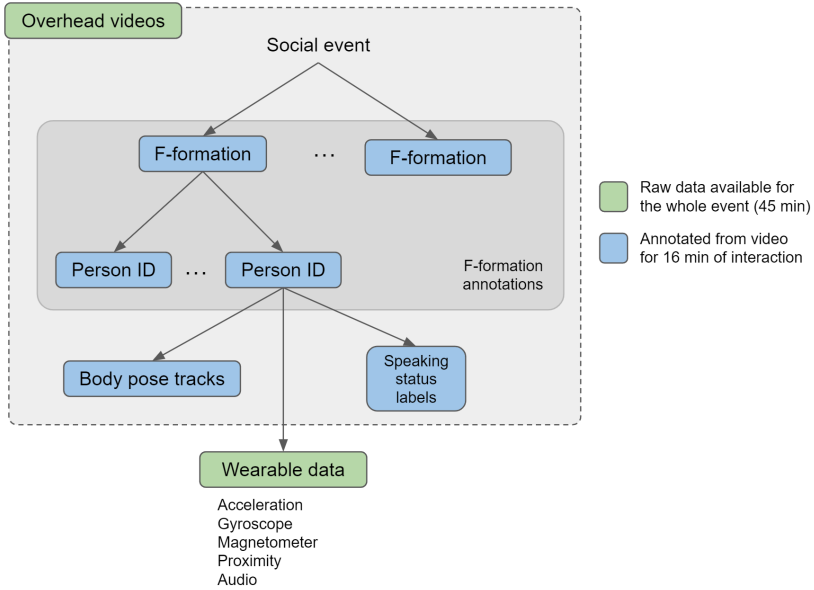 Overhead videos
Social event
F-formation
...
F-formation
Raw data available for
the whole event (45 min)
Annotated from video
for 16 min of interaction
Person ID
...
Person ID
F-formation
annotations
Body pose tracks
Speaking
status
labels
Wearable data
Acceleration
Gyroscope
Magnetometer
Proximity
Audio